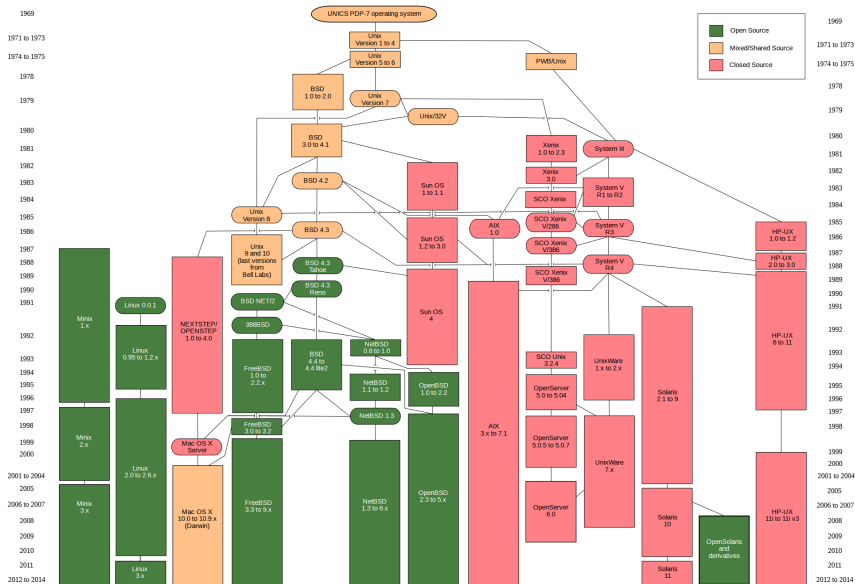 UNICS PDP-7 operating system
1969
1971 to 1973
1974 to 1975
1978
1979
1980
1981
1982
1983
1984
1985
1986
1987
1988
1989
1990
1991
1992
1993
1994
1995
1996
1997
1998
1999
2000
2001 to 2004
2005
2006 to 2007
2008
2009
2010
2011
2012 to 2014
Open Source
Mixed/Shared Source
Closed Source
Unix
Version 1 to 4
Unix
Version 5 to 6
PWB/Unix
BSD
1.0 to 2.0
Unix
Version 7
Unix/32V
BSD
3.0 to 4.1
Xenix
1.0 to 2.3
System III
Sun OS
1 to 1.1
Xenix
3.0
BSD 4.2
System V
R1 to R2
SCO Xenix
Unix
Version 8
SCO Xenix
V/286
AIX
1.0
System V
R3
BSD 4.3
Sun OS
1.2 to 3.0
HP-UX
1.0 to 1.2
Unix
9 and 10
(last versions
from
Bell Labs)
SCO Xenix
V/386
BSD 4.3
Tahoe
System V
R4
HP-UX
2.0 to 3.0
SCO Xenix
V/386
BSD 4.3
Reno
BSD NET/2
Linux 0.0.1
Sun OS
4
Minix
1.x
386BSD
NEXTSTEP/
OPENSTEP
1.0 to 4.0
HP-UX
6 to 11
NetBSD
0.8 to 1.0
Linux
0.95 to 1.2.x
BSD
4.4 to
4.4 lite2
SCO Unix
3.2.4
UnixWare
1.x to 2.x
FreeBSD
1.0 to
2.2.x
NetBSD
1.1 to 1.2
OpenBSD
1.0 to 2.2
OpenServer
5.0 to 5.04
Solaris
2.1 to 9
NetBSD 1.3
FreeBSD
3.0 to 3.2
AIX
3.x to 7.1
Minix
2.x
Mac OS X
Server
OpenServer
5.0.5 to 5.0.7
UnixWare
7.x
Linux
2.0 to 2.6.x
Minix
3.x
FreeBSD
3.3 to 9.x
NetBSD
1.3 to 6.x
OpenBSD
2.3 to 5.x
Mac OS X
10.0 to 10.9.x
(Darwin)
OpenServer
6.0
Solaris
10
HP-UX
11i to 11i v3
OpenSolaris
and
derivatives
Linux
3.x
Solaris
11
1969
1971 to 1973
1974 to 1975
1978
1979
1980
1981
1982
1983
1984
1985
1986
1987
1988
1989
1990
1991
1992
1993
1994
1995
1996
1997
1998
1999
2000
2001 to 2004
2005
2006 to 2007
2008
2009
2010
2011
2012 to 2014